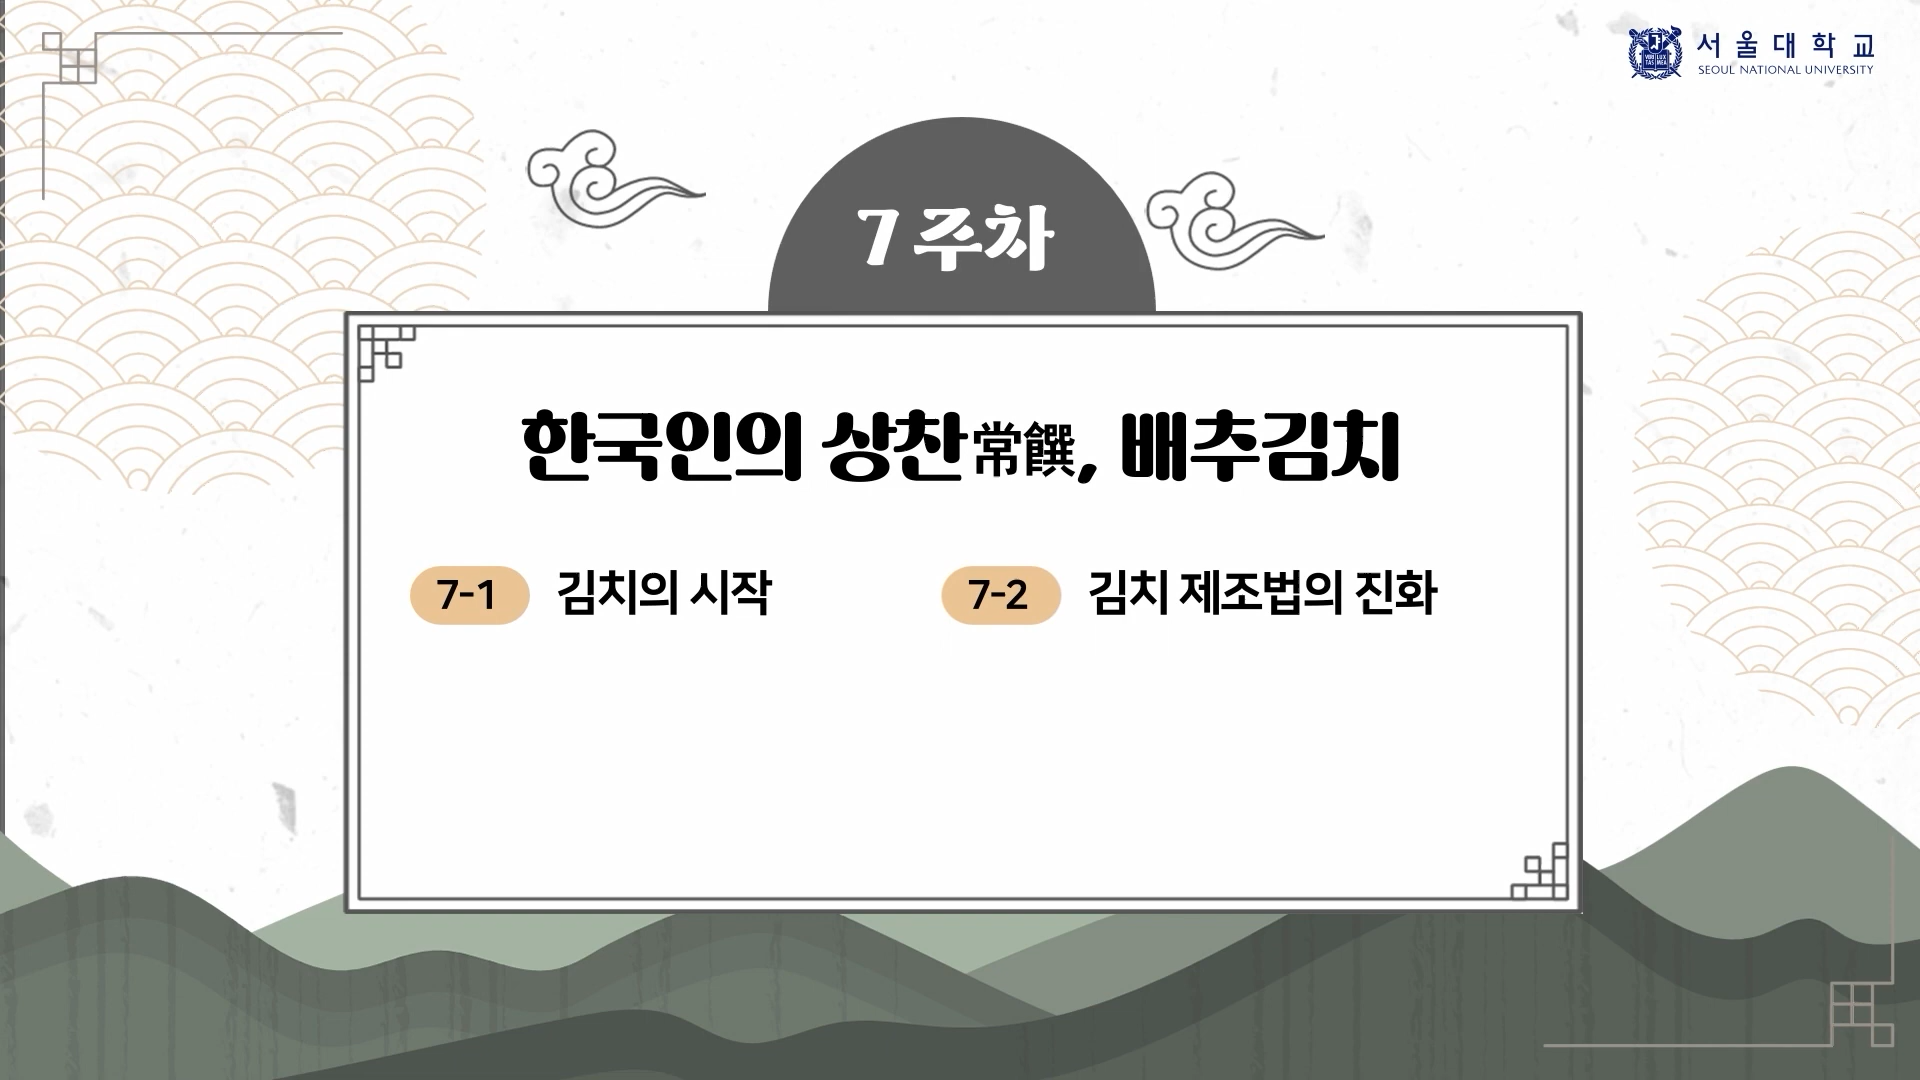 서울대학교
SEOUL NATIONAL UNIVERSITY
7주차
한국인의 상찬常饌, 배추김치
7-1 김치의 시작
7-2 김치 제조법의 진화